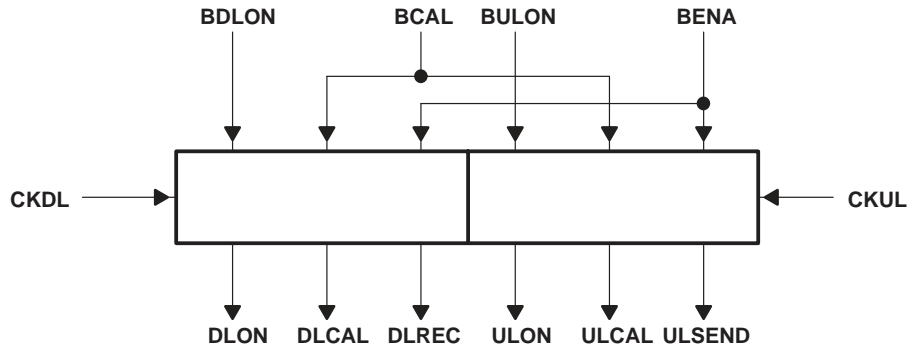 BDLON BCAL BULON BENA
CKDL CKUL
DLON DLCAL DLREC ULON ULCAL ULSEND